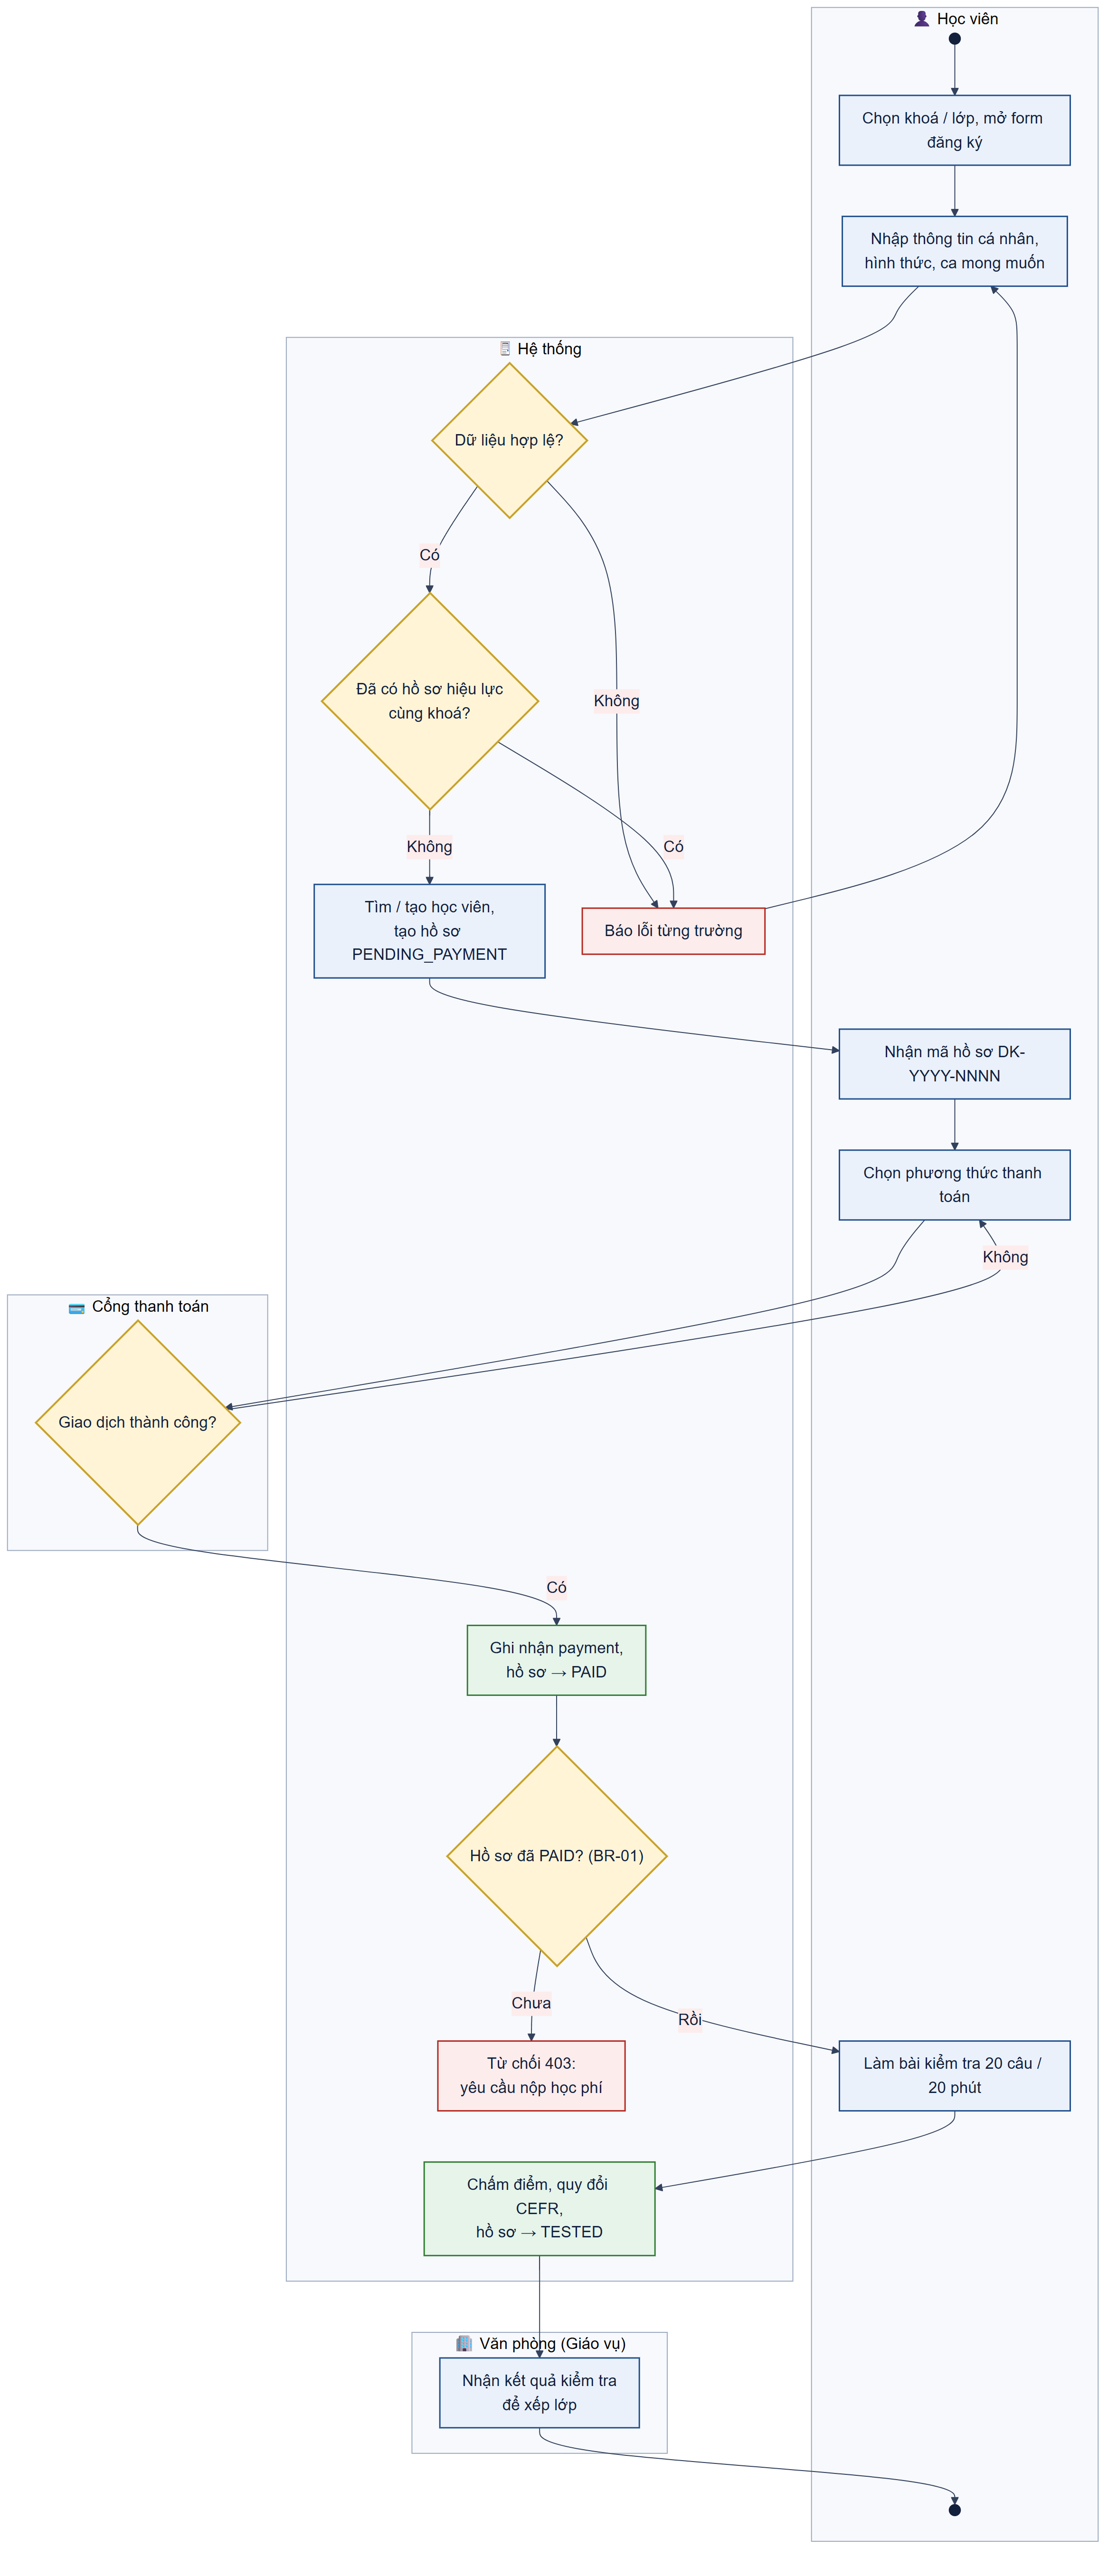 Học viên
Chọn khoá / lớp, mở form
đăng ký
Nhập thông tin cá nhân,
hình thức, ca mong muốn
Hệ thống
Dữ liệu hợp lệ?
Có
Đã có hồ sơ hiệu lực
cùng khoá?
Không
Không
Có
Tìm / tạo học viên,
tạo hồ sơ
PENDING_PAYMENT
Báo lỗi từng trường
Nhận mã hồ sơ DK-
YYYY-NNNN
Chọn phương thức thanh
toán
Không
Cổng thanh toán
Giao dịch thành công?
Có
Ghi nhận payment,
hồ sơ → PAID
Hồ sơ đã PAID? (BR-01)
Chưa
Rồi
Từ chối 403:
yêu cầu nộp học phí
Làm bài kiểm tra 20 câu /
20 phút
Chấm điểm, quy đổi
CEFR,
hồ sơ → TESTED
Văn phòng (Giáo vụ)
Nhận kết quả kiểm tra
để xếp lớp